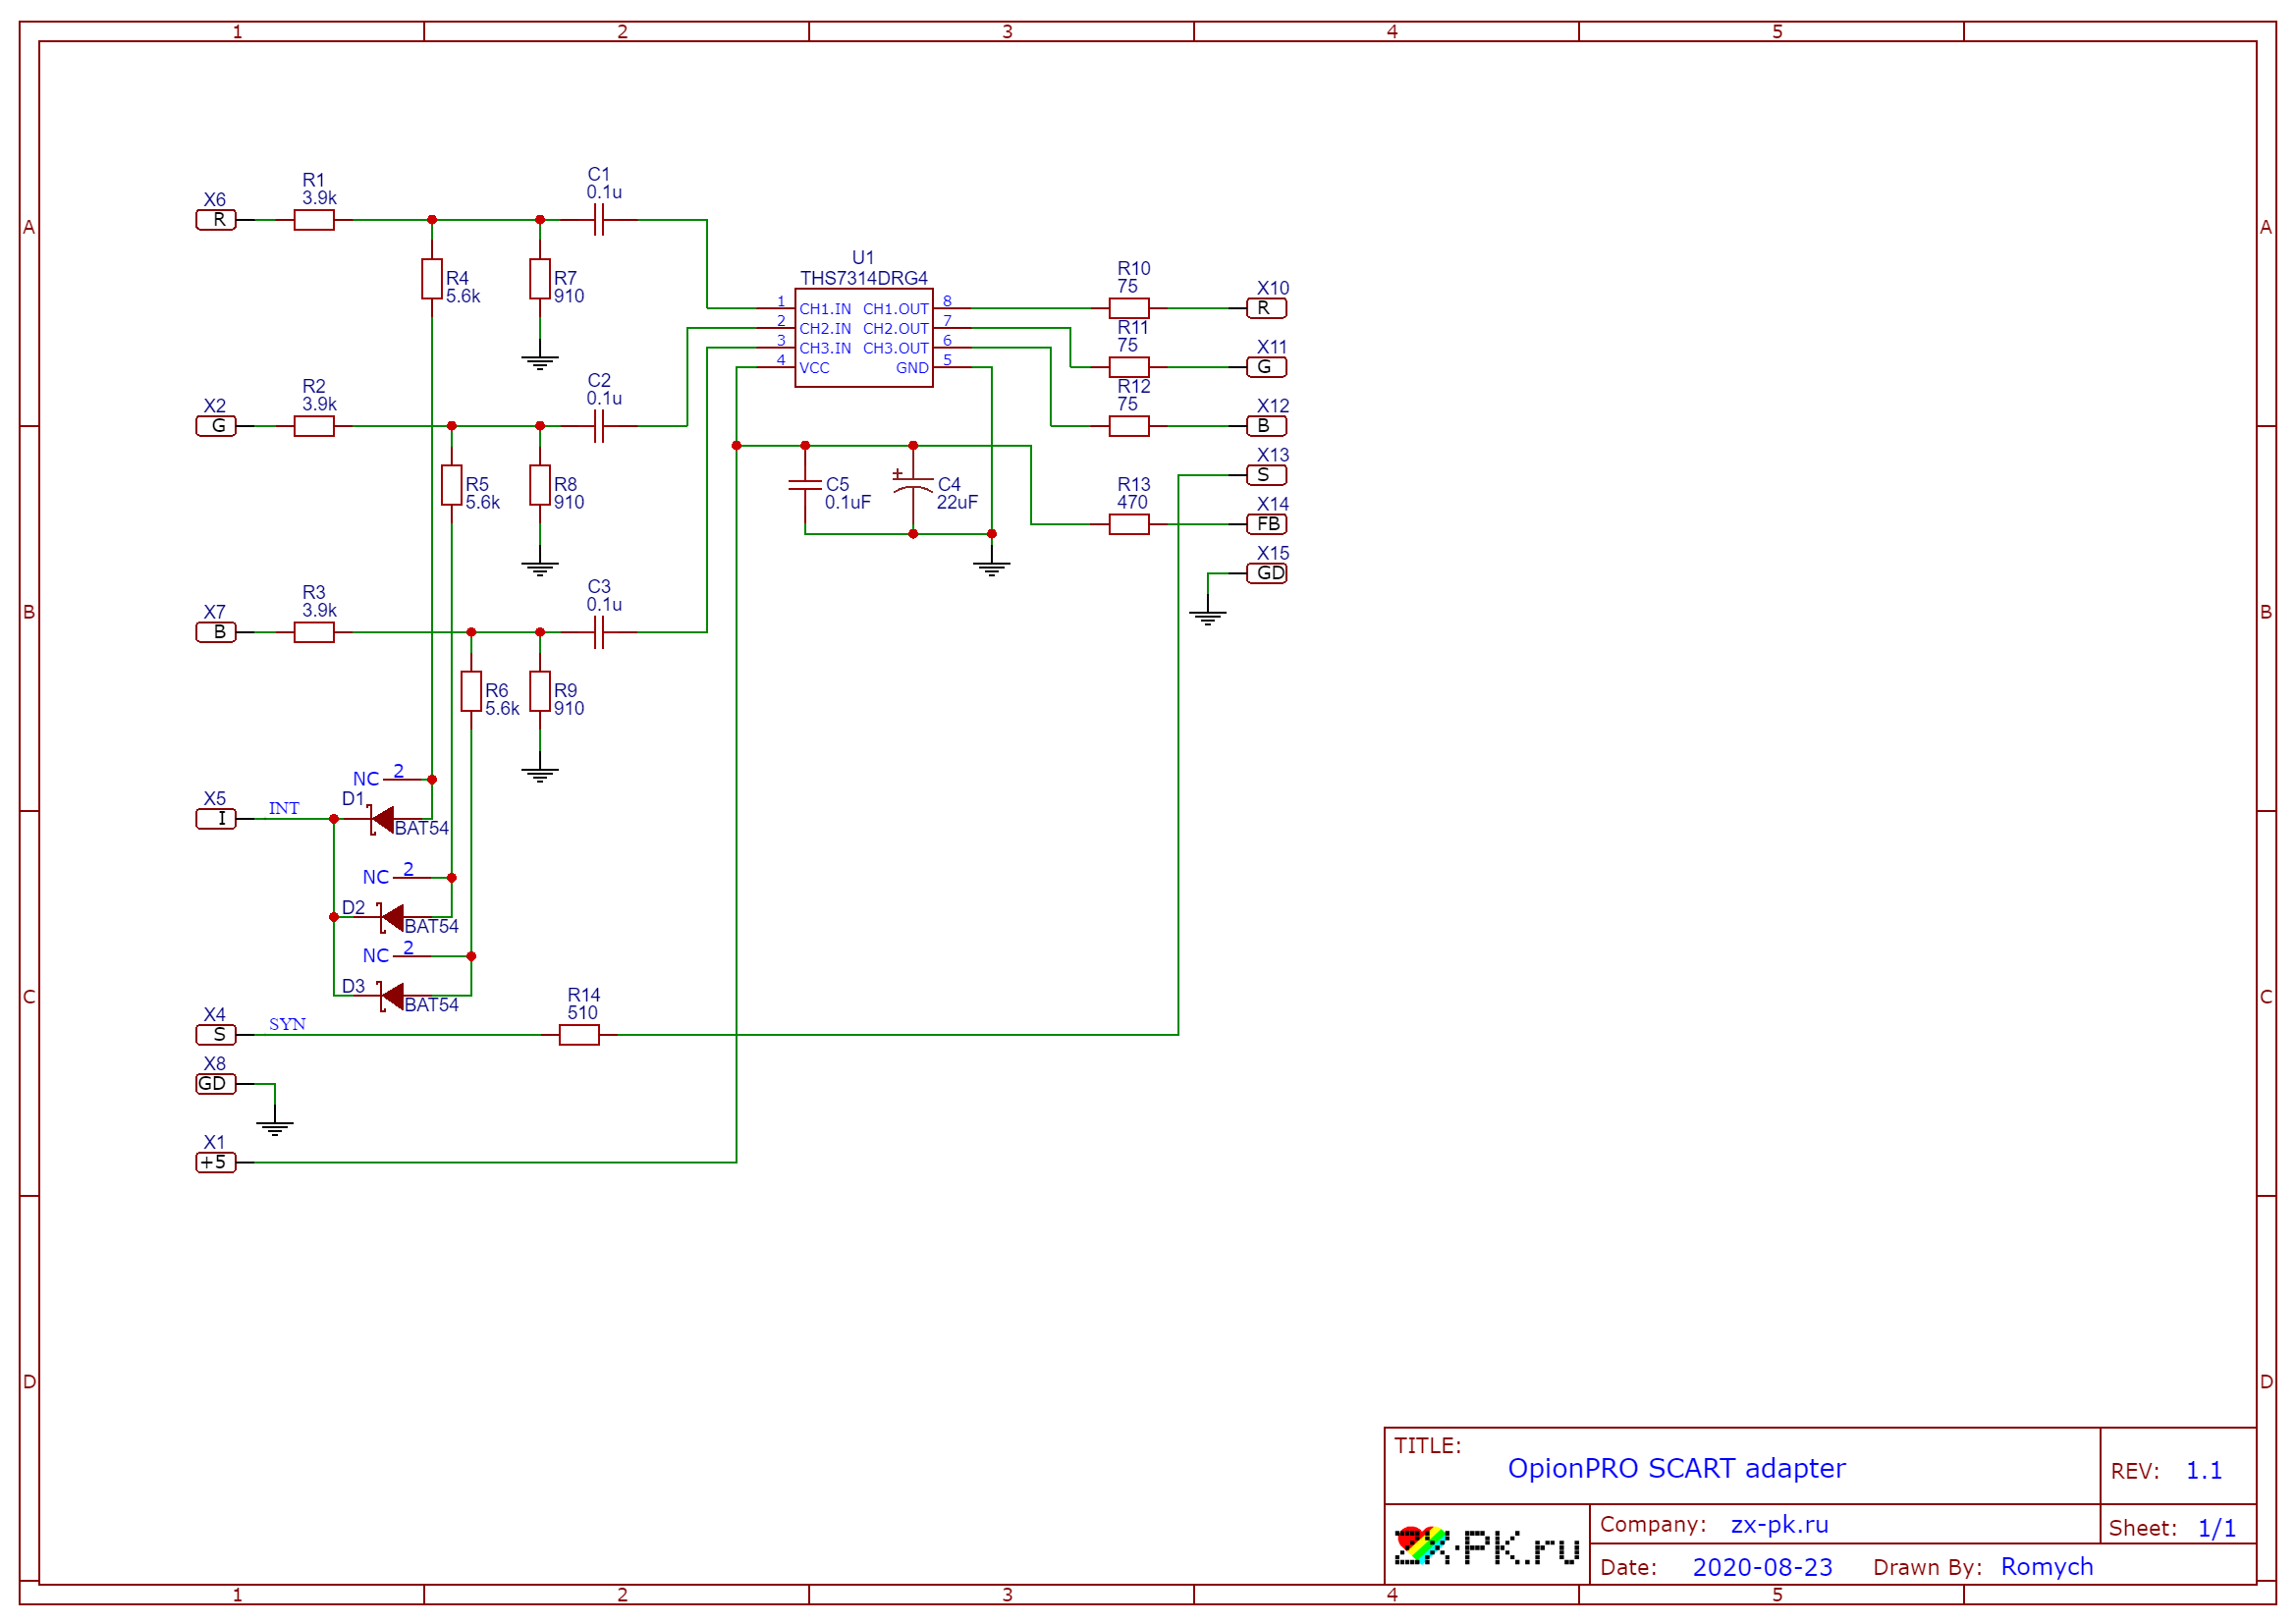 1 2 3 4 5
A
A
B
B
C
C
D
D
X6
R
R1
3.9k
C1
0.1u
R4
5.6k
R7
910
X2
G
R2
3.9k
C2
0.1u
R5
5.6k
R8
910
X7
B
R3
3.9k
C3
0.1u
R6
5.6k
R9
910
U1
THS7314DRG4
1 CH1.IN CH1.OUT 8
2 CH2.IN CH2.OUT 7
3 CH3.IN CH3.OUT 6
4 VCC GND 5
C5
0.1uF
+
C4
22uF
R10
75
R11
75
R12
75
R13
470
X10
R
X11
G
X12
B
X13
S
X14
FB
X15
GD
NC 2
X5
I
INT
D1
BAT54
NC 2
D2
BAT54
NC 2
D3
BAT54
X4
S
SYN
R14
510
X8
GD
X1
+5
TITLE:
OpionPRO SCART adapter
REV: 1.1
ZX-PK.ru
Company: zx-pk.ru
Sheet: 1/1
Date: 2020-08-23 Drawn By: Romych
1 2 3 4 5